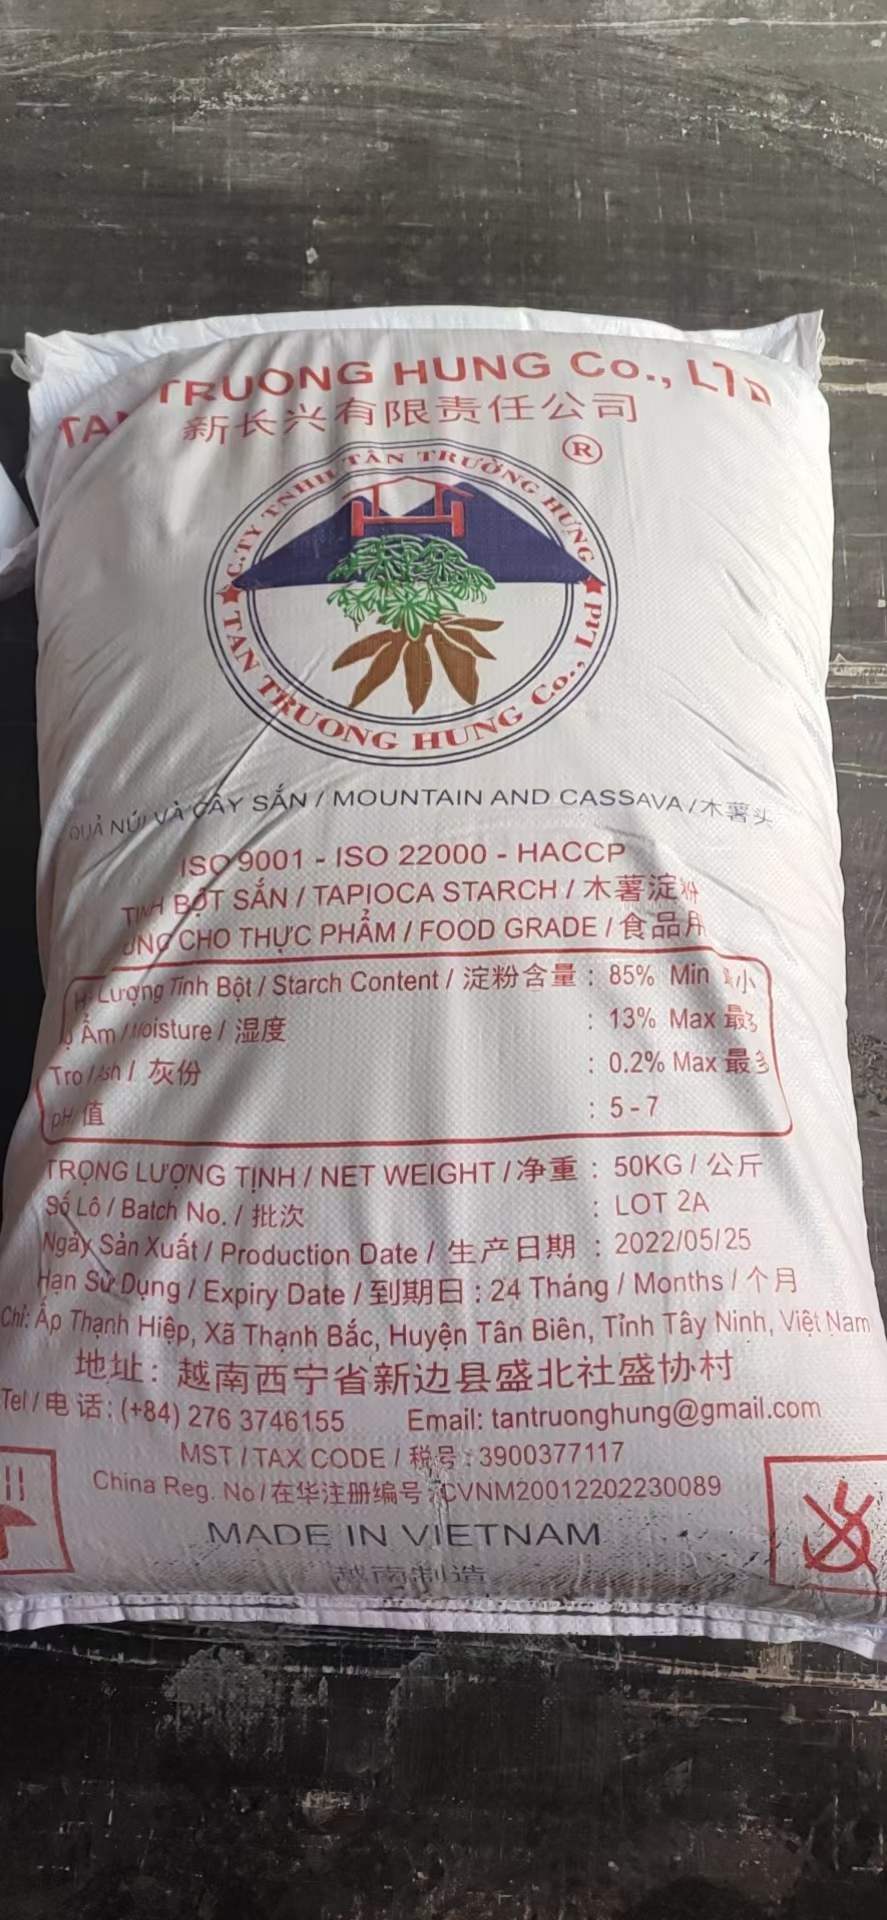 TAN TRUONG HUNG Co., LTD
新长兴有限责任公司
®
C.TY TNHH TÂN TRƯỜNG HƯNG
TAN TRUONG HUNG Co., Ltd
QUẢ NÚI VÀ CÂY SẮN / MOUNTAIN AND CASSAVA / 木薯头
ISO 9001 - ISO 22000 - HACCP
TINH BỘT SẮN / TAPIOCA STARCH / 木薯淀粉
CHO THỰC PHẨM / FOOD GRADE / 食品用
Lượng Tinh Bột / Starch Content / 淀粉含量 : 85% Min 最小
Ẩm / Moisture / 湿度 : 13% Max 最多
Tro / Ash / 灰份 : 0.2% Max 最多
pH/ 值 : 5 - 7
TRỌNG LƯỢNG TỊNH / NET WEIGHT / 净重 : 50KG / 公斤
Số Lô / Batch No. / 批次 : LOT 2A
Ngày Sản Xuất / Production Date / 生产日期 : 2022/05/25
Hạn Sử Dụng / Expiry Date / 到期日 : 24 Tháng / Months / 个月
Chỉ: Ấp Thạnh Hiệp, Xã Thạnh Bắc, Huyện Tân Biên, Tỉnh Tây Ninh, Việt Nam
地址: 越南西宁省新边县盛北社盛协村
Tel / 电话: (+84) 276 3746155 Email: tantruonghung@gmail.com
MST / TAX CODE / 税号 : 3900377117
China Reg. No / 在华注册编号 : CVNM20012202230089
MADE IN VIETNAM
越南制造